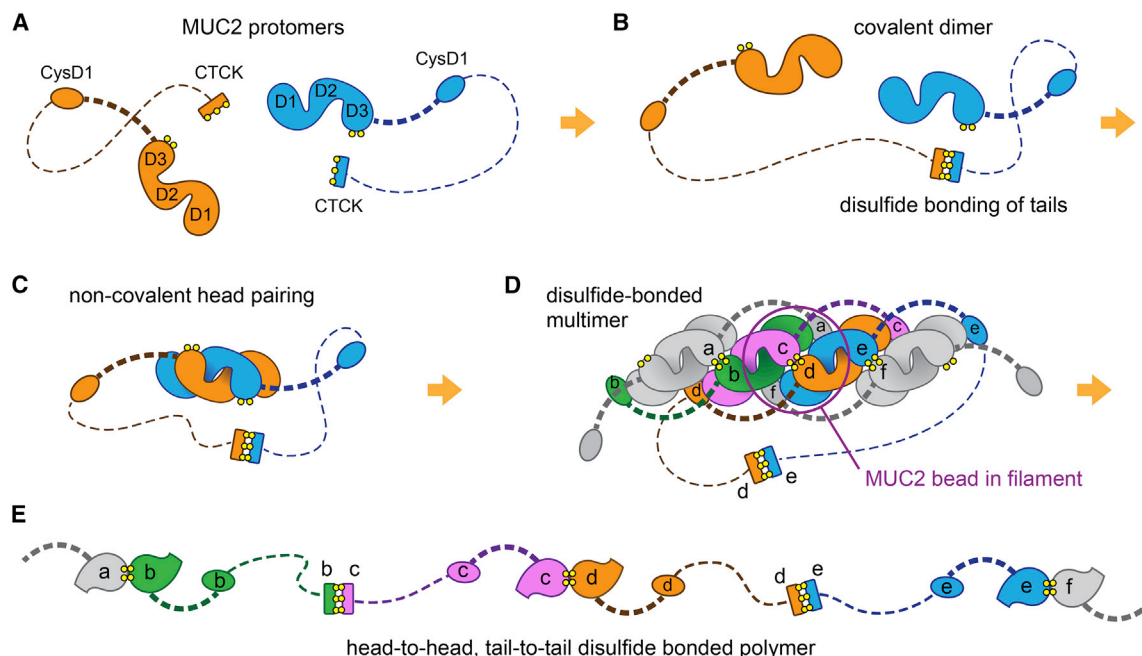 A
MUC2 protomers
CysD1
CTCK
D3
D2
D1
D1
D2
D3
CysD1
CTCK
B
covalent dimer
disulfide bonding of tails
C
non-covalent head pairing
D
disulfide-bonded
multimer
a
c
e
a
c
e
b
d
f
b
d
f
d
e
MUC2 bead in filament
E
a
b
b
b
c
c
c
d
d
d
e
e
e
f
head-to-head, tail-to-tail disulfide bonded polymer